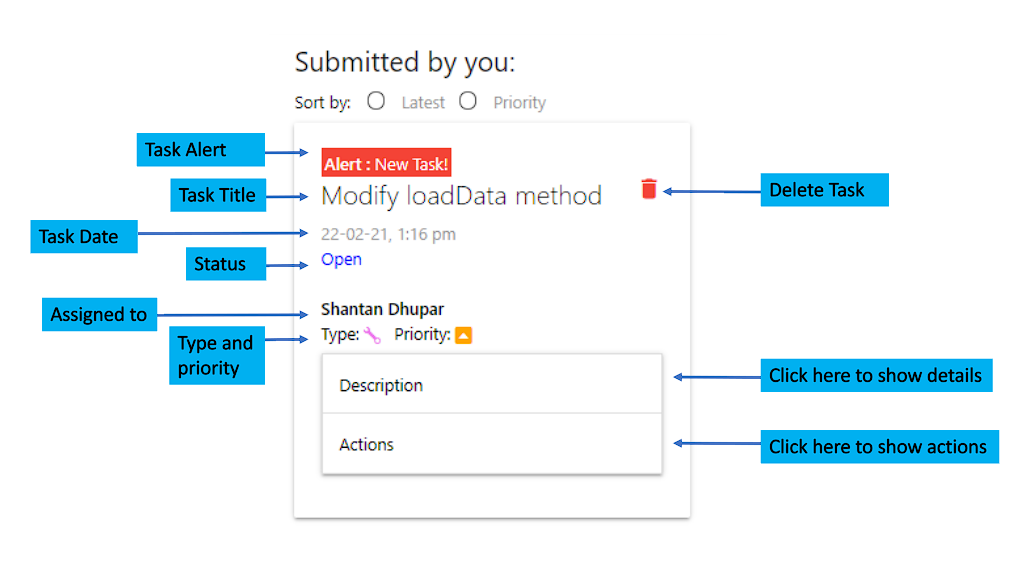 Submitted by you:
Sort by: Latest Priority
Task Alert
Alert : New Task!
Task Title
Modify loadData method
Delete Task
Task Date
22-02-21, 1:16 pm
Status
Open
Assigned to
Shantan Dhupar
Type and
priority
Type: Priority:
Description
Click here to show details
Actions
Click here to show actions